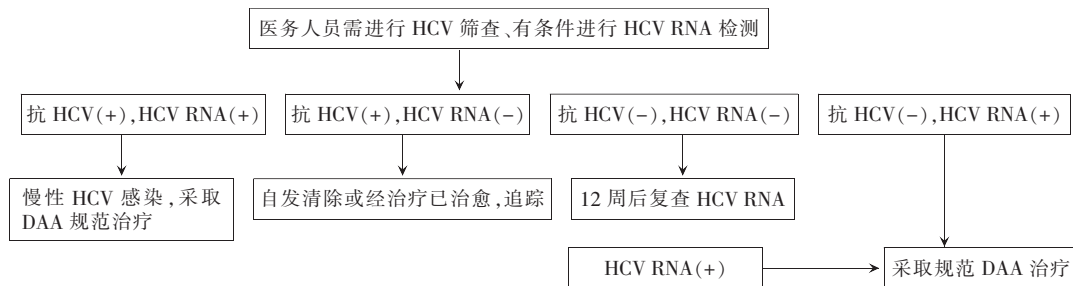 医务人员需进行 HCV 筛查、有条件进行 HCV RNA 检测
抗 HCV(+),HCV RNA(+)
抗 HCV(+),HCV RNA(-)
抗 HCV(-),HCV RNA(-)
抗 HCV(-),HCV RNA(+)
慢性 HCV 感染,采取
DAA 规范治疗
自发清除或经治疗已治愈,追踪
12 周后复查 HCV RNA
HCV RNA(+)
采取规范 DAA 治疗